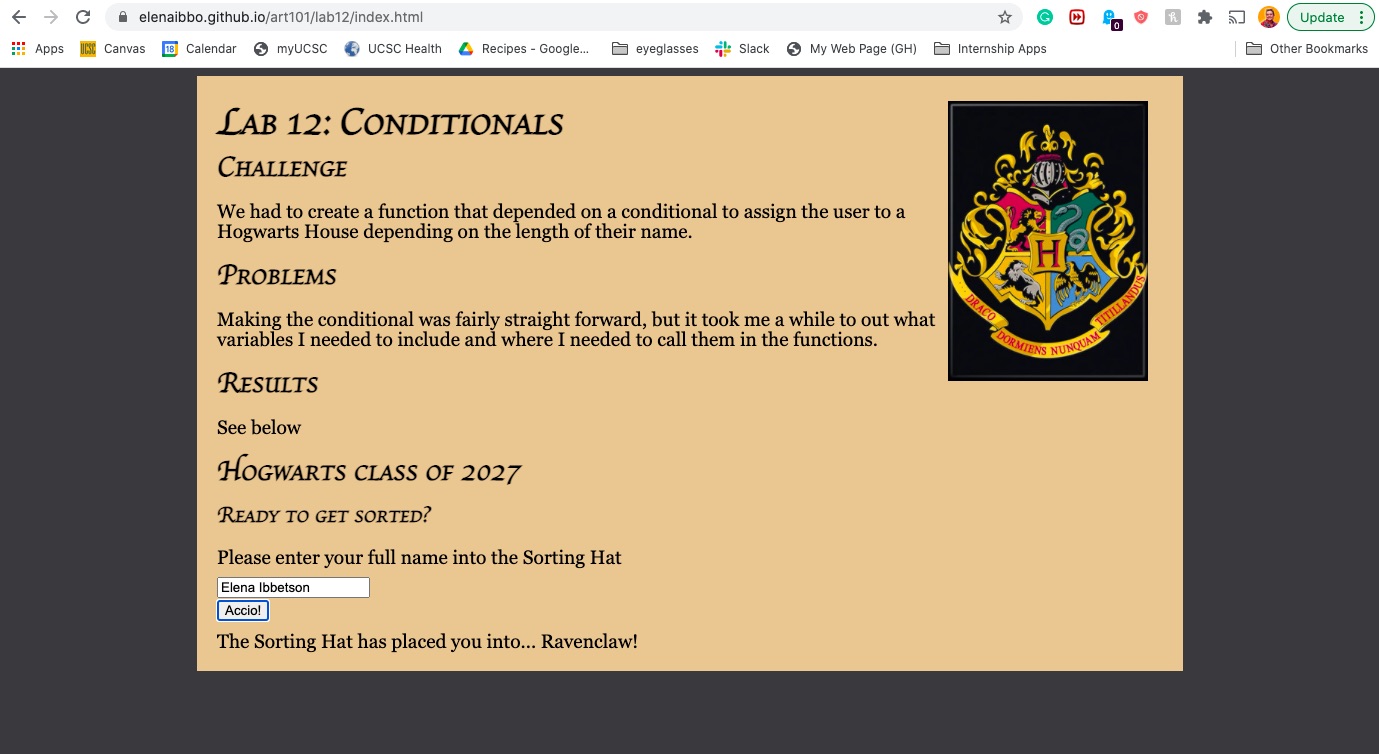 elenaibbo.github.io/art101/lab12/index.html
0
Update
Apps
UCSC
Canvas
18
Calendar
myUCSC
UCSC Health
Recipes - Google...
eyeglasses
Slack
My Web Page (GH)
Internship Apps
Other Bookmarks
Lab 12: Conditionals
Challenge
We had to create a function that depended on a conditional to assign the user to a
Hogwarts House depending on the length of their name.
Problems
Making the conditional was fairly straight forward, but it took me a while to out what
variables I needed to include and where I needed to call them in the functions.
Results
See below
Hogwarts class of 2027
Ready to get sorted?
Please enter your full name into the Sorting Hat
Elena Ibbetson
Accio!
The Sorting Hat has placed you into... Ravenclaw!
H
DRACO DORMIENS NUNQUAM TITILLANDUS